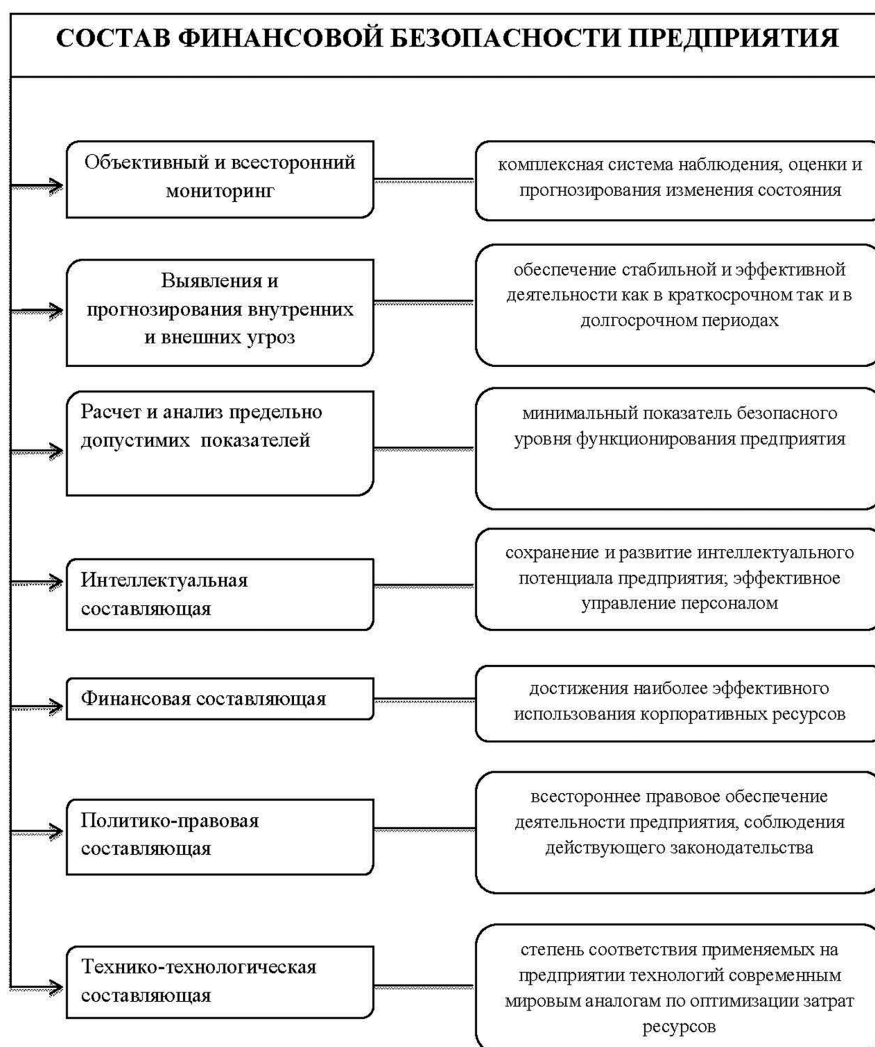 СОСТАВ ФИНАНСОВОЙ БЕЗОПАСНОСТИ ПРЕДПРИЯТИЯ
Объективный и всесторонний
мониторинг
комплексная система наблюдения, оценки и
прогнозирования изменения состояния
Выявления и
прогнозирования внутренних
и внешних угроз
обеспечение стабильной и эффективной
деятельности как в краткосрочном так и в
долгосрочном периодах
Расчет и анализ предельно
допустимих показателей
минимальный показатель безопасного
уровня функционирования предприятия
Интеллектуальная
составляющая
сохранение и развитие интеллектуального
потенциала предприятия; эффективное
управление персоналом
Финансовая составляющая
достижения наиболее эффективного
использования корпоративных ресурсов
Политико-правовая
составляющая
всестороннее правовое обеспечение
деятельности предприятия, соблюдения
действующего законодательства
Технико-технологическая
составляющая
степень соответствия применяемых на
предприятии технологий современным
мировым аналогам по оптимизации затрат
ресурсов